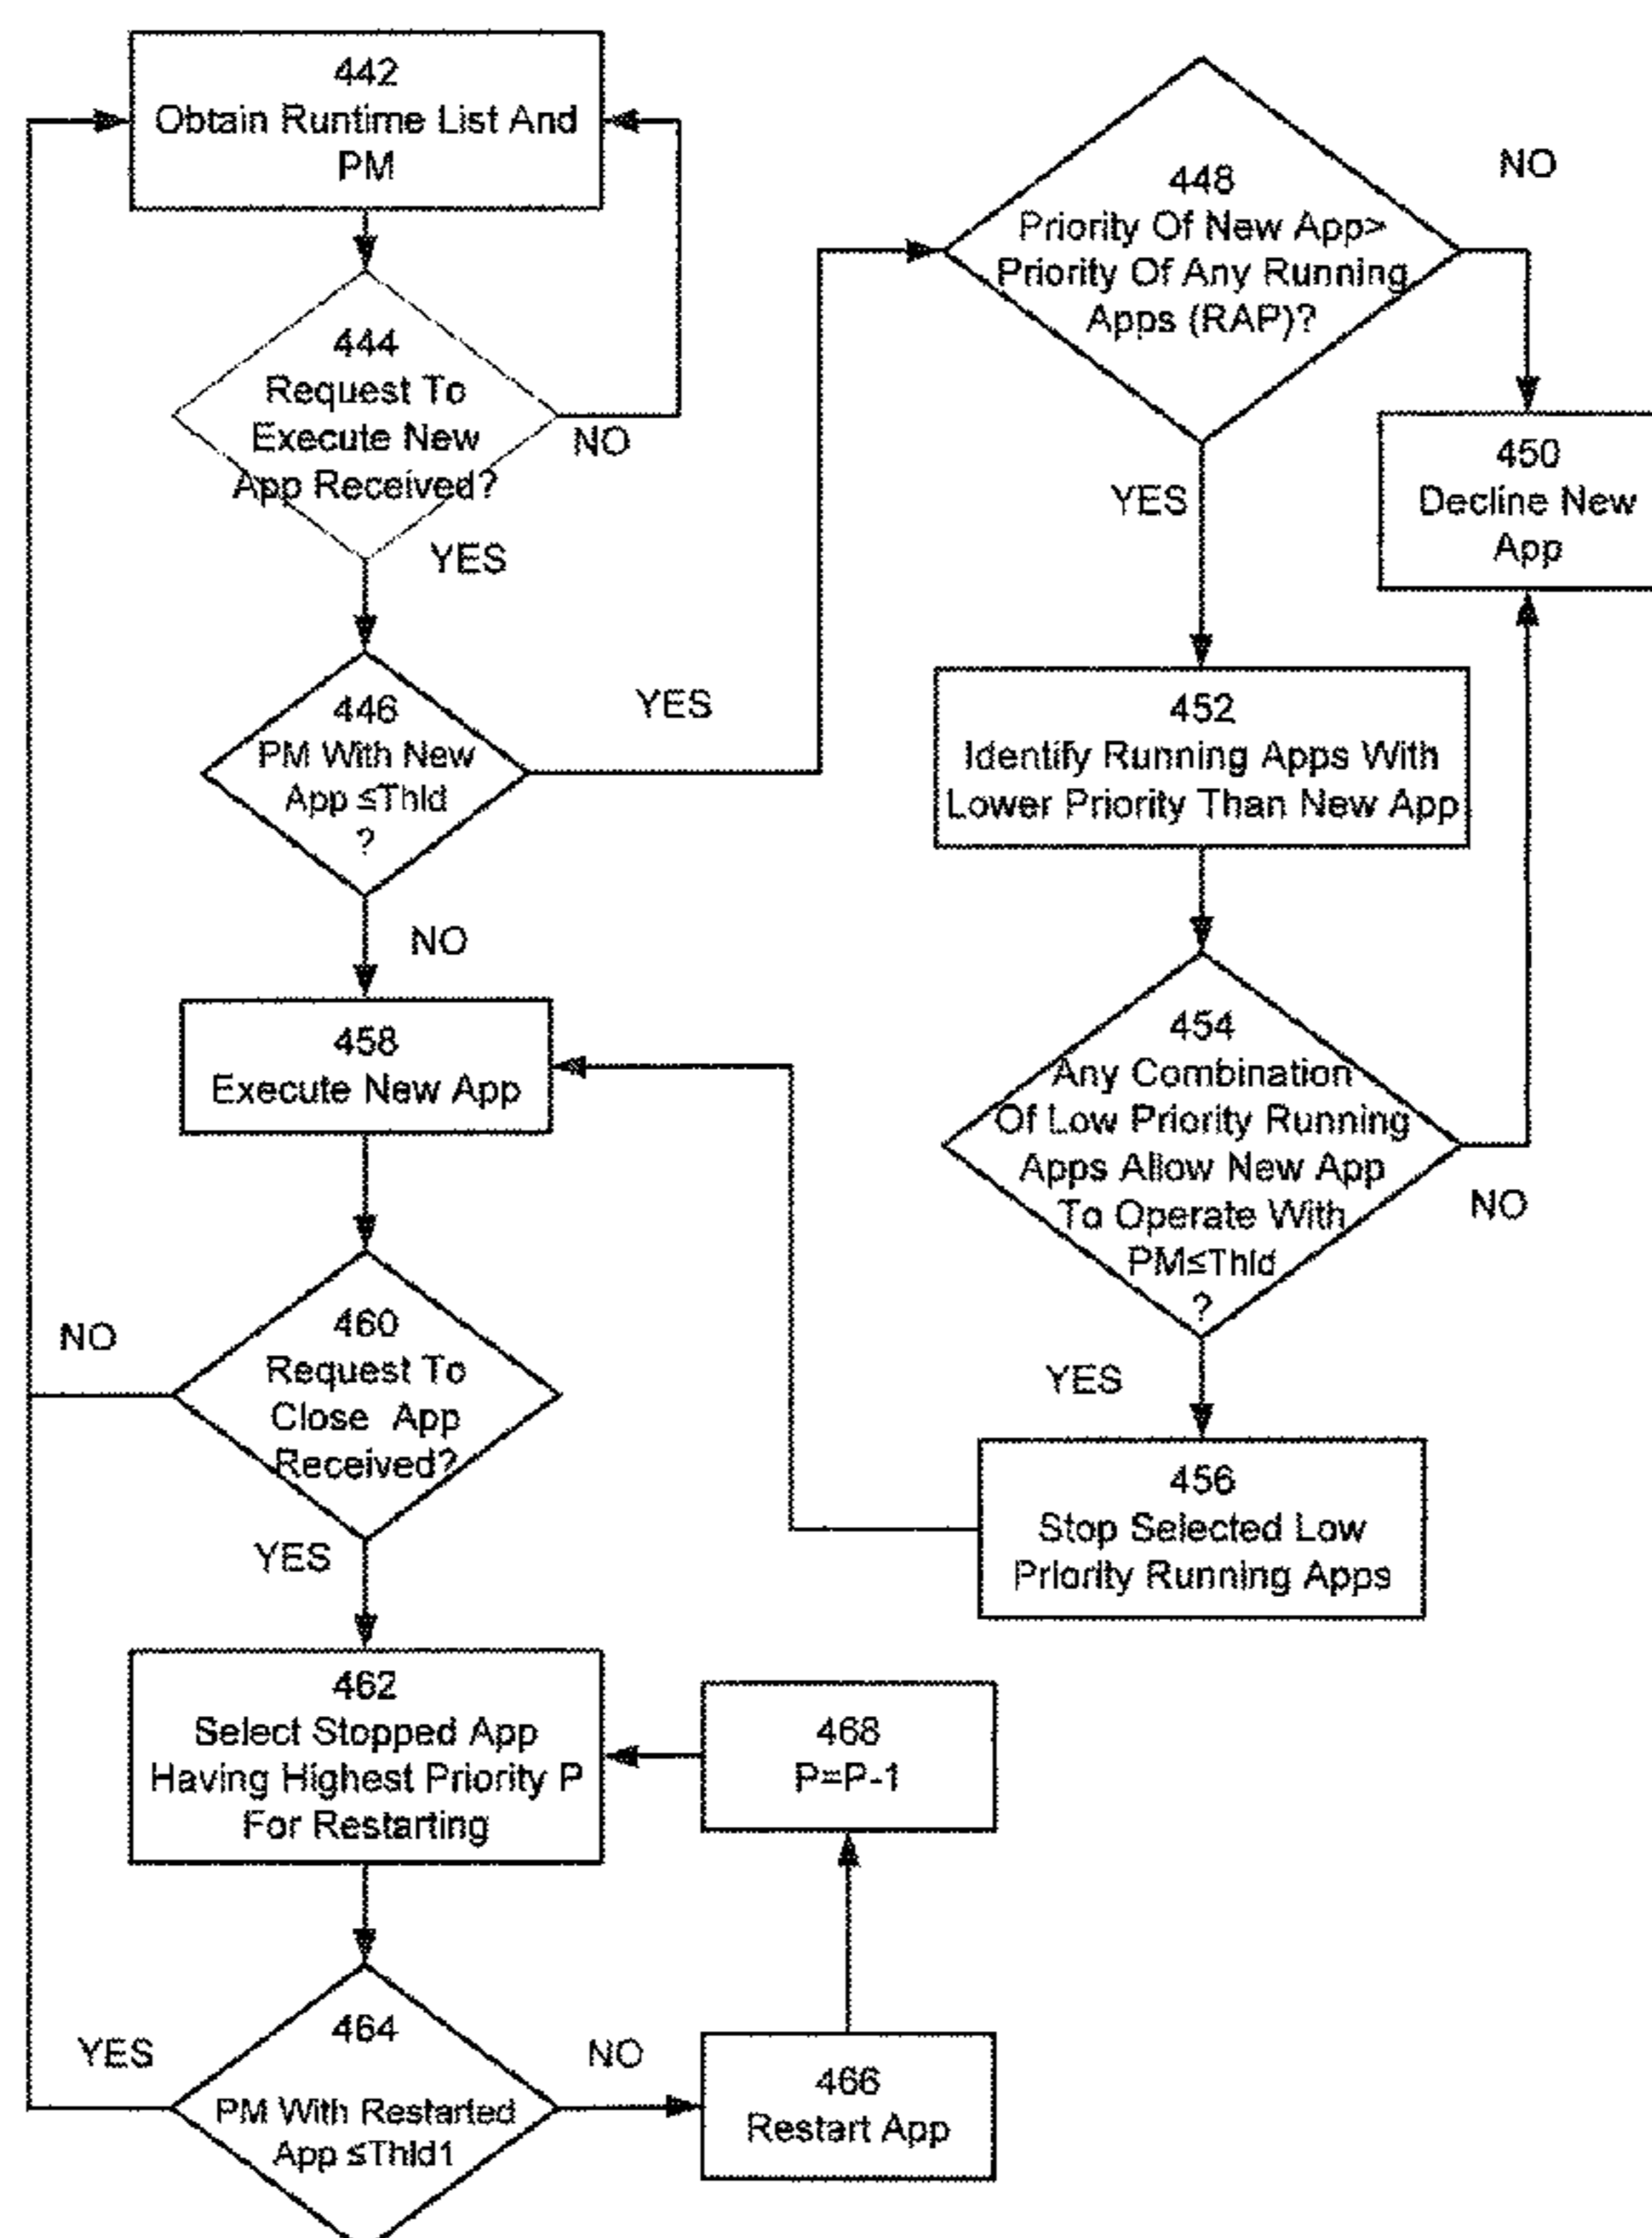 442
Obtain Runtime List And
PM
444
Request To
Execute New
App Received?
NO
YES
446
PM With New
App ≤Thld
?
YES
NO
448
Priority Of New App>
Priority Of Any Running
Apps (RAP)?
NO
YES
450
Decline New
App
452
Identify Running Apps With
Lower Priority Than New App
454
Any Combination
Of Low Priority Running
Apps Allow New App
To Operate With
PM≤Thld
?
NO
YES
456
Stop Selected Low
Priority Running Apps
458
Execute New App
460
Request To
Close App
Received?
NO
YES
462
Select Stopped App
Having Highest Priority P
For Restarting
468
P=P-1
464
PM With Restarted
App ≤Thld1
YES
NO
466
Restart App